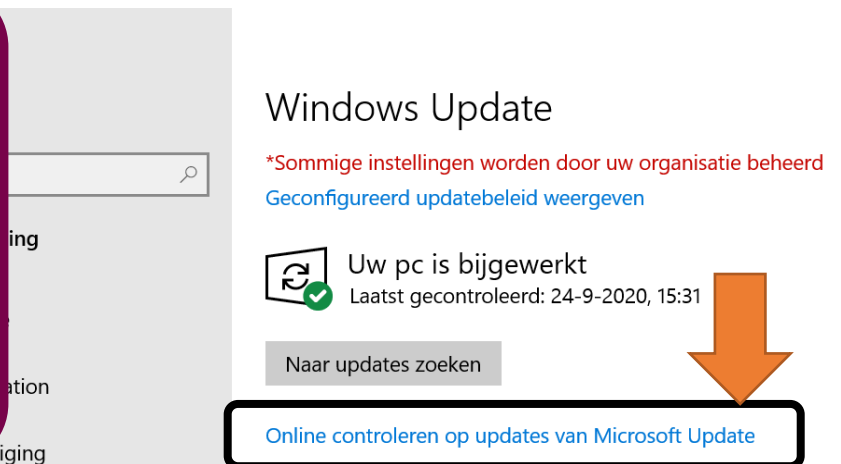 Windows Update
*Sommige instellingen worden door uw organisatie beheerd
Geconfigureerd updatebeleid weergeven
ing
Uw pc is bijgewerkt
Laatst gecontroleerd: 24-9-2020, 15:31
Naar updates zoeken
ation
Online controleren op updates van Microsoft Update
iging